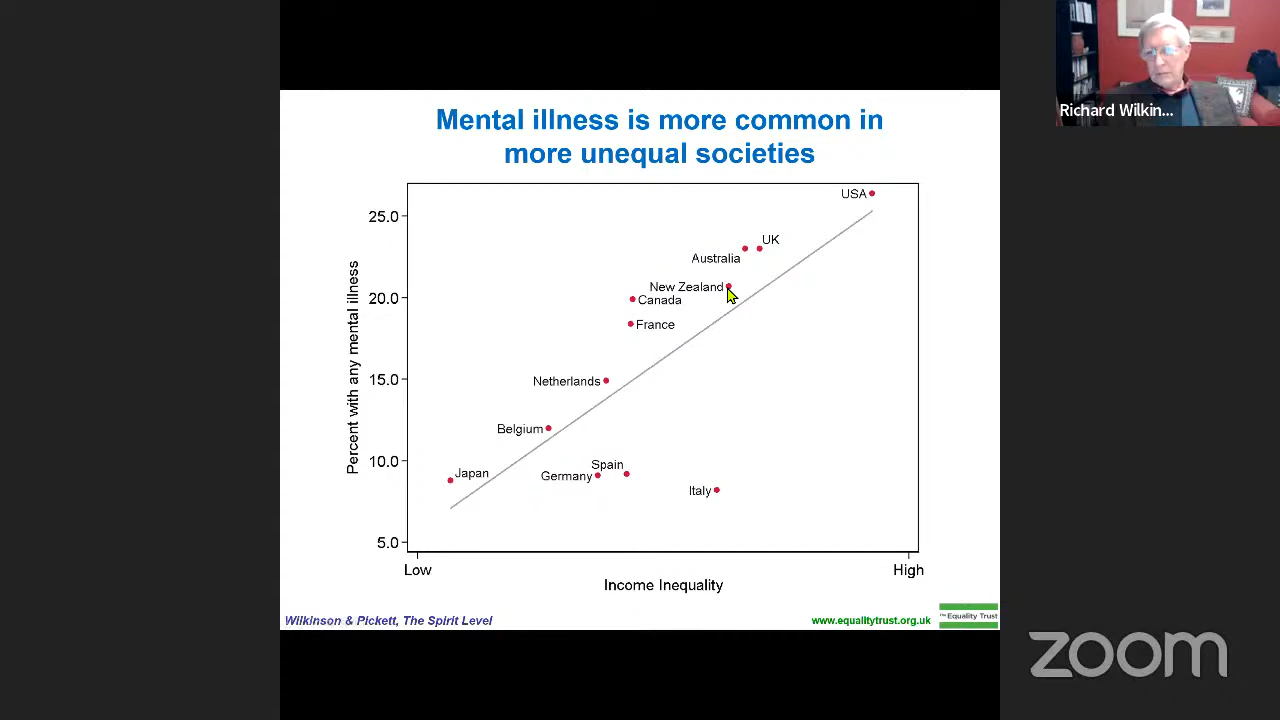 Richard Wilkin...
Mental illness is more common in
more unequal societies
USA
25.0
UK
Australia
New Zealand
20.0
Canada
France
Percent with any mental illness
15.0
Netherlands
Belgium
10.0
Japan
Spain
Germany
Italy
5.0
Low
High
Income Inequality
Wilkinson & Pickett, The Spirit Level
www.equalitytrust.org.uk
The Equality Trust
zoom